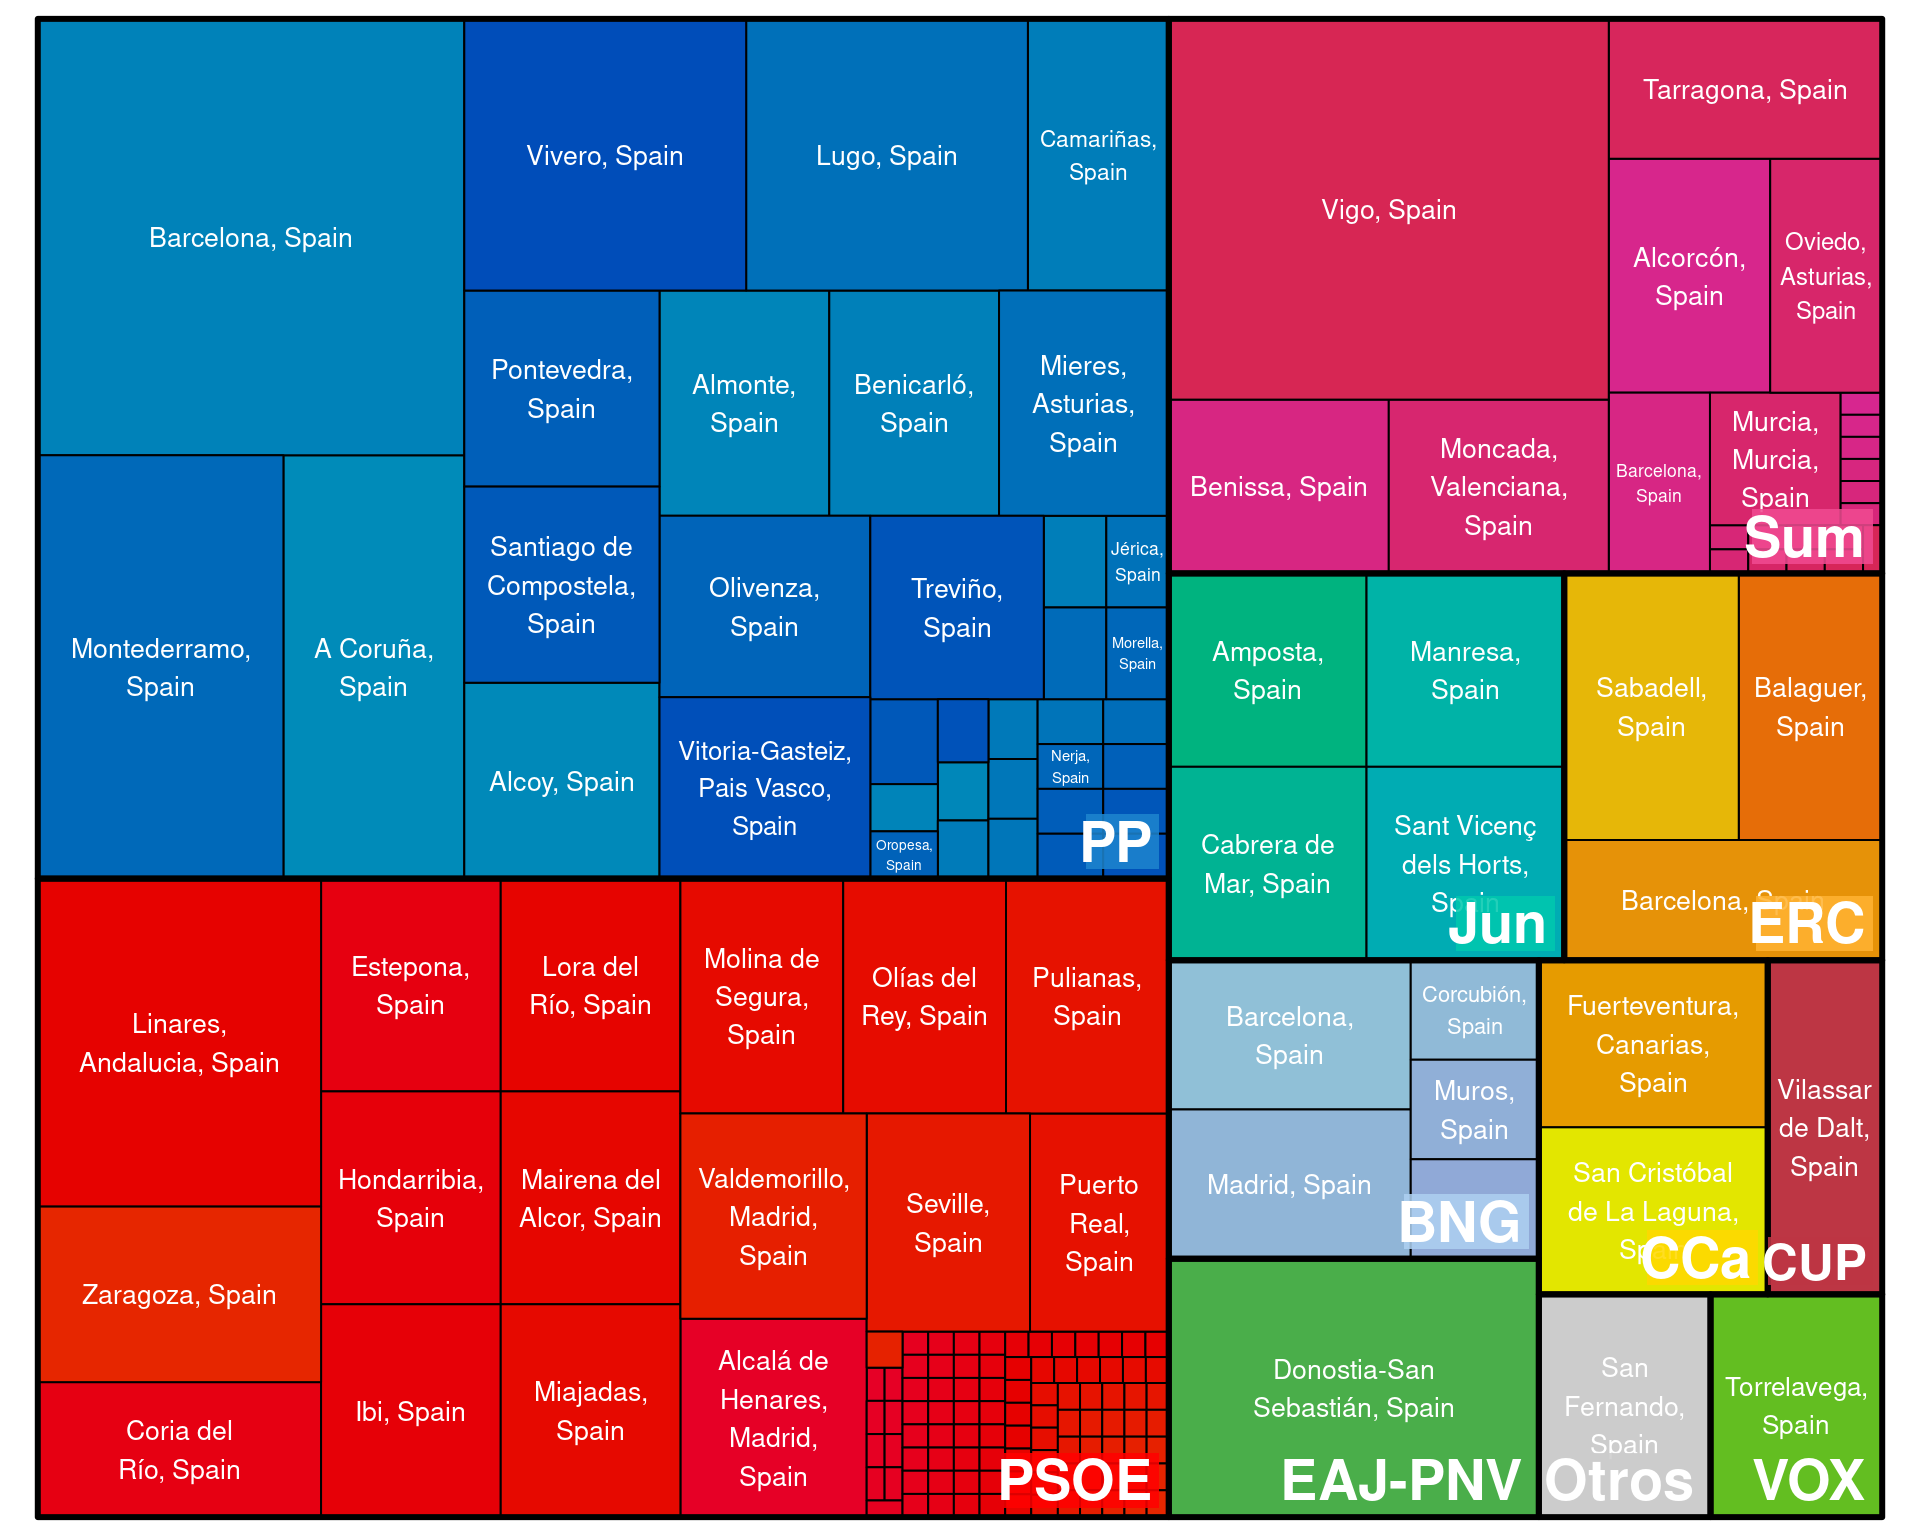 Barcelona, Spain
Vivero, Spain
Lugo, Spain
Camariñas,
Spain
Pontevedra,
Spain
Almonte,
Spain
Benicarló,
Spain
Mieres,
Asturias,
Spain
Montederramo,
Spain
A Coruña,
Spain
Santiago de
Compostela,
Spain
Olivenza,
Spain
Treviño,
Spain
Jérica,
Spain
Morella,
Spain
Alcoy, Spain
Vitoria-Gasteiz,
Pais Vasco,
Spain
Nerja,
Spain
Oropesa,
Spain
PP
Vigo, Spain
Tarragona, Spain
Alcorcón,
Spain
Oviedo,
Asturias,
Spain
Benissa, Spain
Moncada,
Valenciana,
Spain
Barcelona,
Spain
Murcia,
Murcia,
Spain
Sum
Amposta,
Spain
Manresa,
Spain
Cabrera de
Mar, Spain
Sant Vicenç
dels Horts,
Spain
Jun
Sabadell,
Spain
Balaguer,
Spain
Barcelona, Spain
ERC
Linares,
Andalucia, Spain
Estepona,
Spain
Lora del
Río, Spain
Molina de
Segura,
Spain
Olías del
Rey, Spain
Pulianas,
Spain
Hondarribia,
Spain
Mairena del
Alcor, Spain
Valdemorillo,
Madrid,
Spain
Seville,
Spain
Puerto
Real,
Spain
Zaragoza, Spain
Coria del
Río, Spain
Ibi, Spain
Miajadas,
Spain
Alcalá de
Henares,
Madrid,
Spain
PSOE
Barcelona,
Spain
Corcubión,
Spain
Muros,
Spain
Madrid, Spain
BNG
Fuerteventura,
Canarias,
Spain
San Cristóbal
de La Laguna,
Spain
CCa
Vilassar
de Dalt,
Spain
CUP
Donostia-San
Sebastián, Spain
EAJ-PNV
San
Fernando,
Spain
Otros
Torrelavega,
Spain
VOX